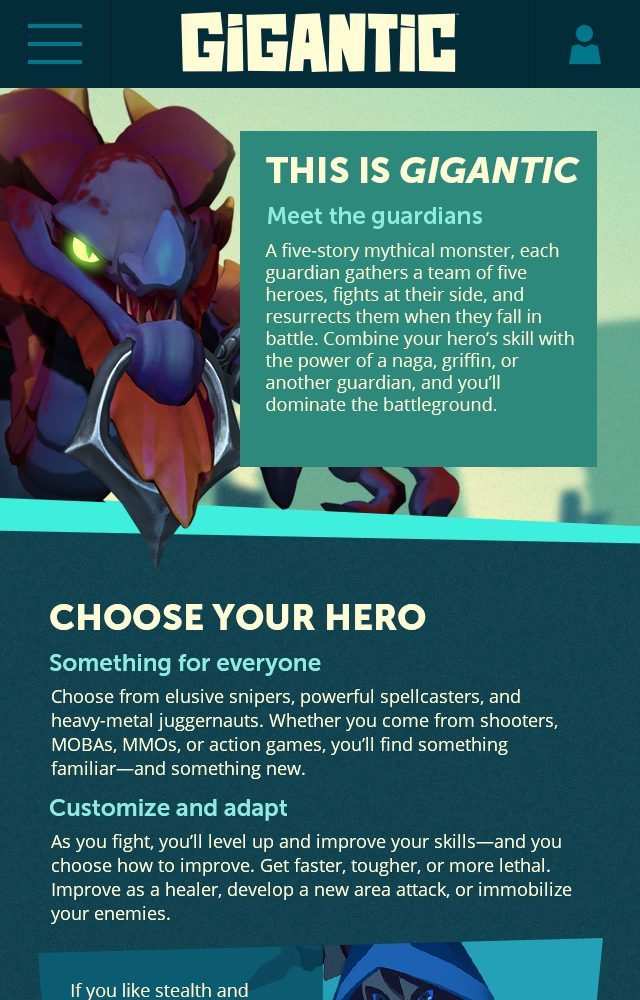 GIGANTIC
THIS IS GIGANTIC
Meet the guardians
A five-story mythical monster, each
guardian gathers a team of five
heroes, fights at their side, and
resurrects them when they fall in
battle. Combine your hero’s skill with
the power of a naga, griffin, or
another guardian, and you’ll
dominate the battleground.
CHOOSE YOUR HERO
Something for everyone
Choose from elusive snipers, powerful spellcasters, and
heavy-metal juggernauts. Whether you come from shooters,
MOBAs, MMOs, or action games, you’ll find something
familiar—and something new.
Customize and adapt
As you fight, you’ll level up and improve your skills—and you
choose how to improve. Get faster, tougher, or more lethal.
Improve as a healer, develop a new area attack, or immobilize
your enemies.
If you like stealth and